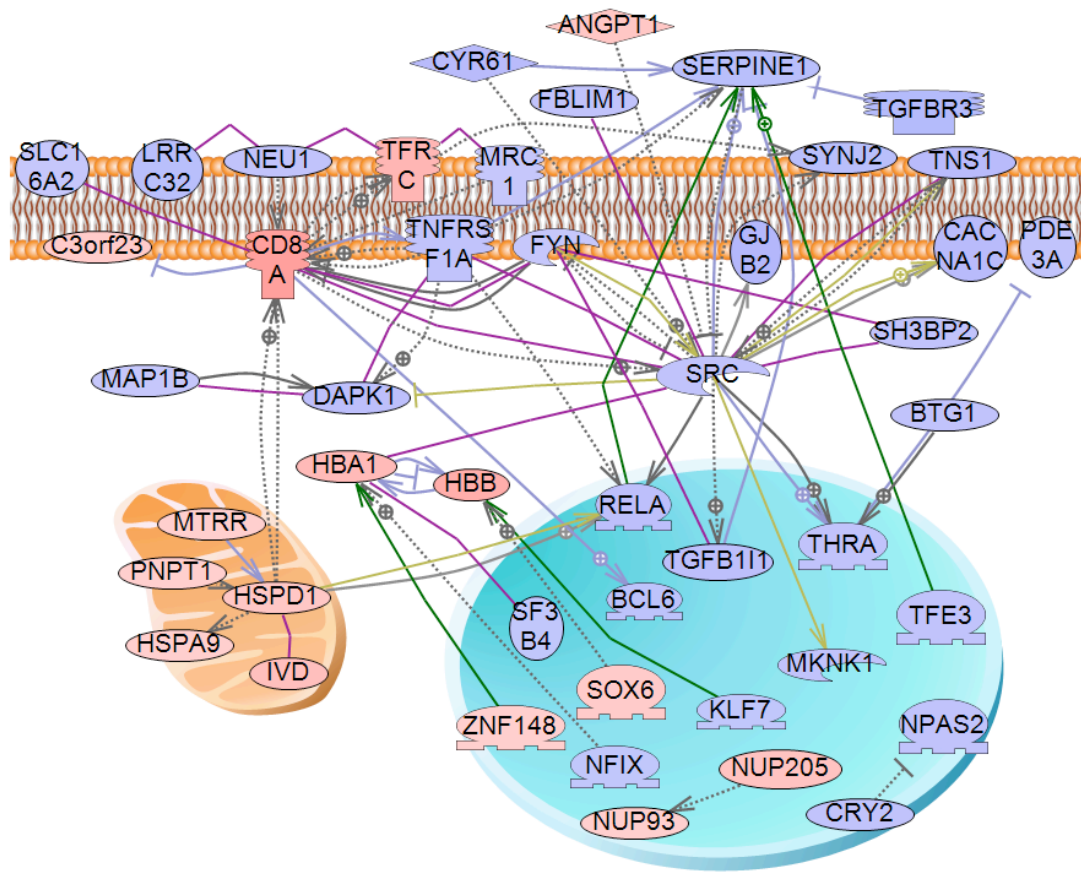 ANGPT1
CYR61
SERPINE1
FBLIM1
TGFBR3
SLC1
6A2
LRR
C32
NEU1
TFR
C
MRC
1
SYNJ2
TNS1
C3orf23
CD8
A
TNFRS
F1A
FYN
GJ
B2
CAC
NA1C
PDE
3A
SH3BP2
MAP1B
DAPK1
SRC
BTG1
HBA1
HBB
RELA
THRA
MTRR
PNPT1
HSPD1
HSPA9
IVD
TGFB1I1
BCL6
SF3
B4
TFE3
MKNK1
SOX6
KLF7
ZNF148
NPAS2
NFIX
NUP205
NUP93
CRY2